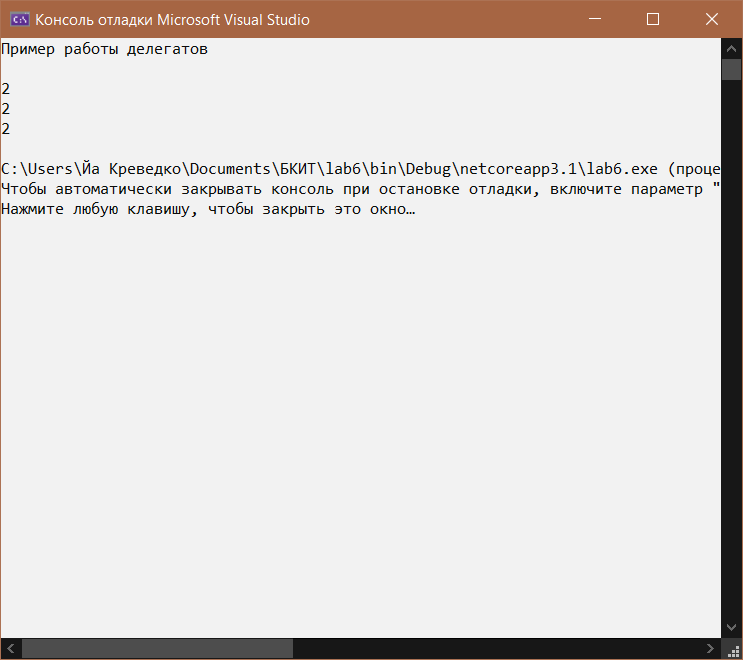 Консоль отладки Microsoft Visual Studio
Пример работы делегатов
2
2
2
C:\Users\Йа Креведко\Documents\БКИТ\lab6\bin\Debug\netcoreapp3.1\lab6.exe (проце
Чтобы автоматически закрывать консоль при остановке отладки, включите параметр "
Нажмите любую клавишу, чтобы закрыть это окно…